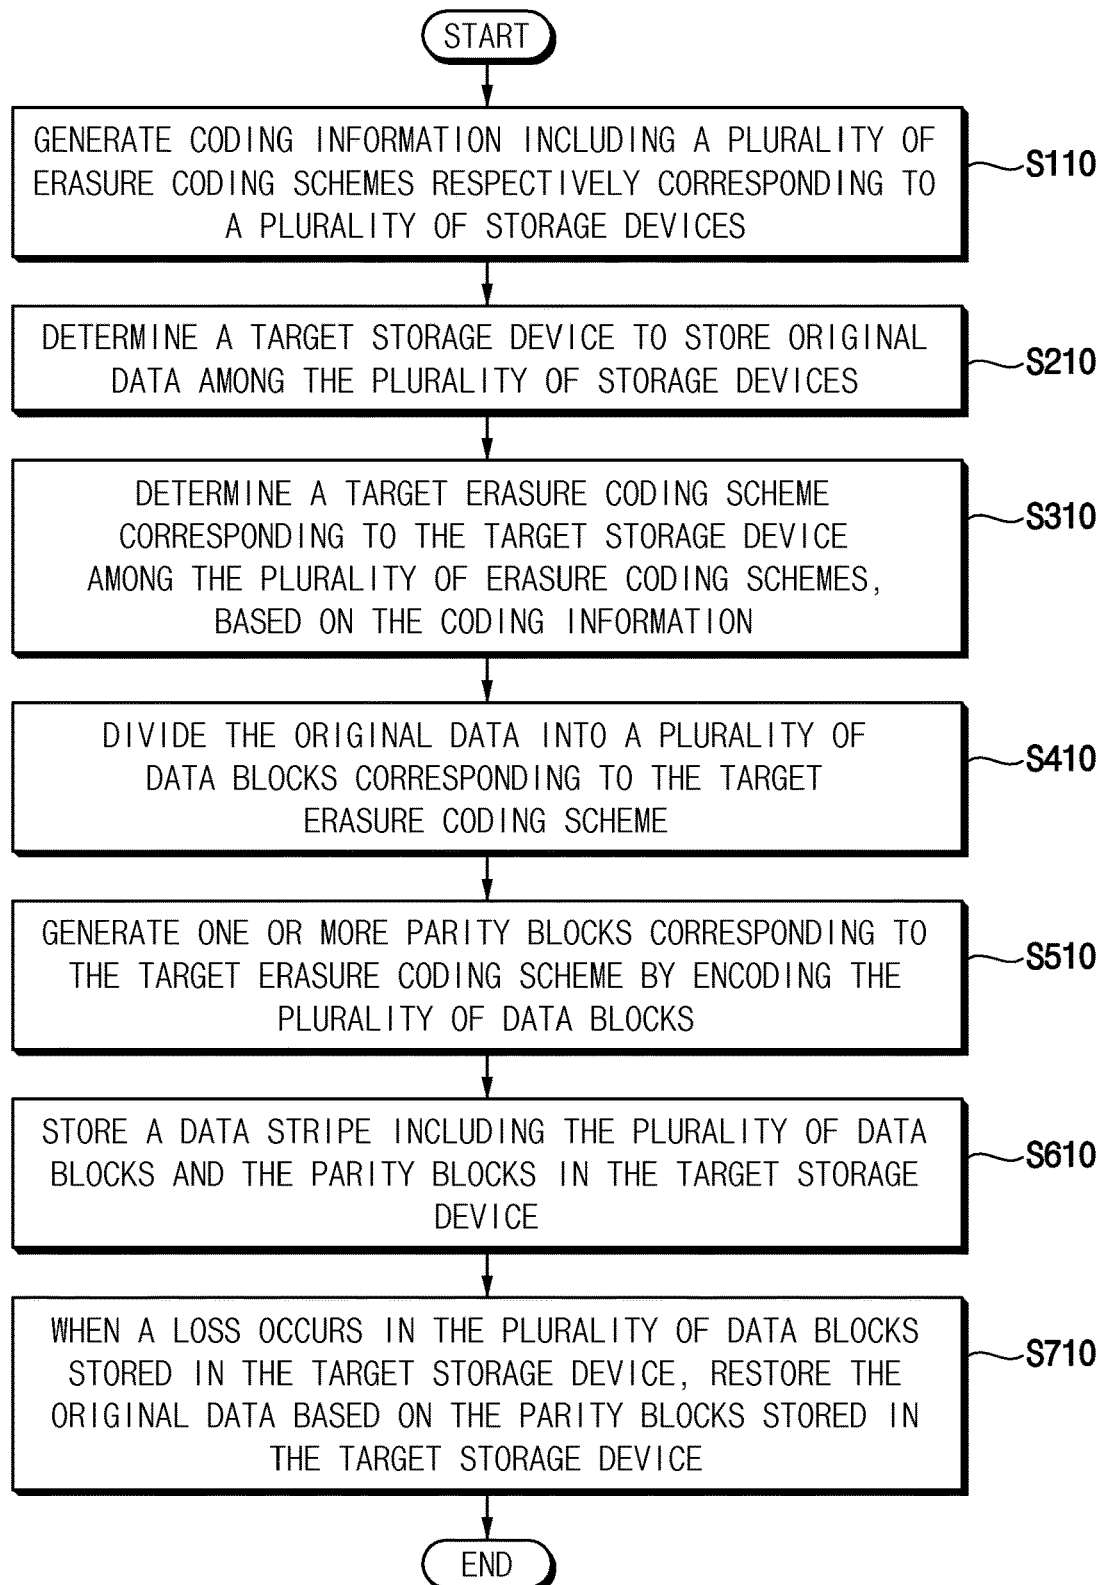 START
GENERATE CODING INFORMATION INCLUDING A PLURALITY OF
ERASURE CODING SCHEMES RESPECTIVELY CORRESPONDING TO
A PLURALITY OF STORAGE DEVICES
S110
DETERMINE A TARGET STORAGE DEVICE TO STORE ORIGINAL
DATA AMONG THE PLURALITY OF STORAGE DEVICES
S210
DETERMINE A TARGET ERASURE CODING SCHEME
CORRESPONDING TO THE TARGET STORAGE DEVICE
AMONG THE PLURALITY OF ERASURE CODING SCHEMES,
BASED ON THE CODING INFORMATION
S310
DIVIDE THE ORIGINAL DATA INTO A PLURALITY OF
DATA BLOCKS CORRESPONDING TO THE TARGET
ERASURE CODING SCHEME
S410
GENERATE ONE OR MORE PARITY BLOCKS CORRESPONDING TO
THE TARGET ERASURE CODING SCHEME BY ENCODING THE
PLURALITY OF DATA BLOCKS
S510
STORE A DATA STRIPE INCLUDING THE PLURALITY OF DATA
BLOCKS AND THE PARITY BLOCKS IN THE TARGET STORAGE
DEVICE
S610
WHEN A LOSS OCCURS IN THE PLURALITY OF DATA BLOCKS
STORED IN THE TARGET STORAGE DEVICE, RESTORE THE
ORIGINAL DATA BASED ON THE PARITY BLOCKS STORED IN
THE TARGET STORAGE DEVICE
S710
END